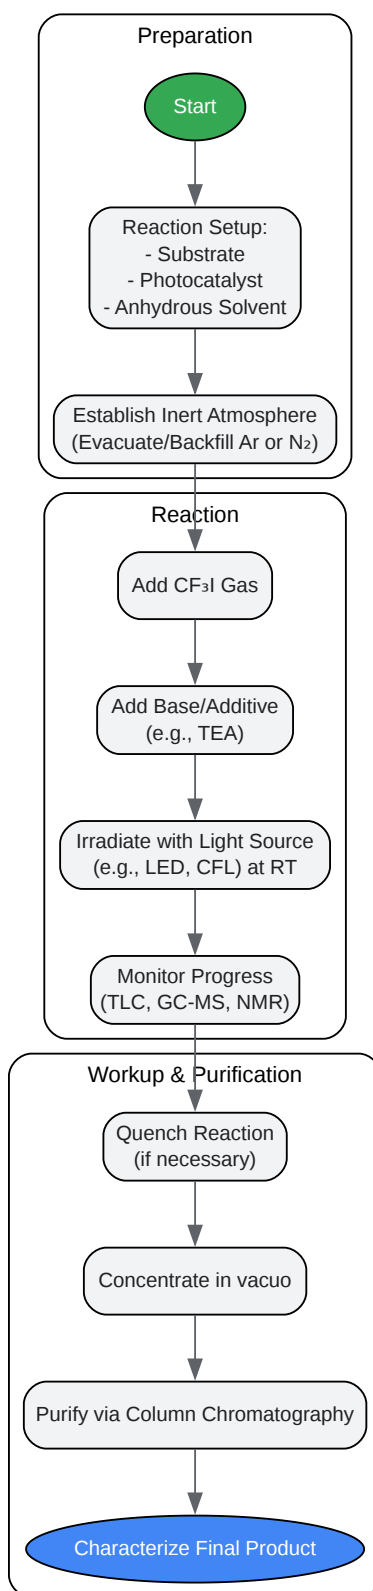 Preparation
Start
Reaction Setup:
- Substrate
- Photocatalyst
- Anhydrous Solvent
Establish Inert Atmosphere
(Evacuate/Backfill Ar or N₂)
Reaction
Add CF₃I Gas
Add Base/Additive
(e.g., TEA)
Irradiate with Light Source
(e.g., LED, CFL) at RT
Monitor Progress
(TLC, GC-MS, NMR)
Workup & Purification
Quench Reaction
(if necessary)
Concentrate in vacuo
Purify via Column Chromatography
Characterize Final Product